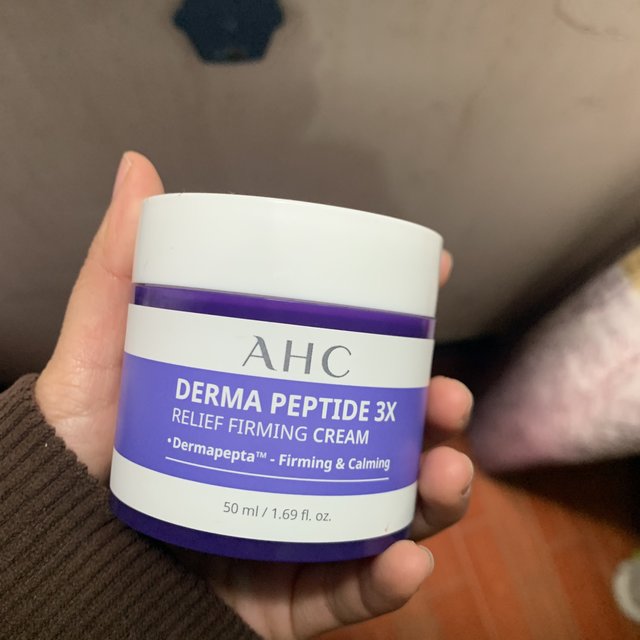 AHC
DERMA PEPTIDE 3X
RELIEF FIRMING CREAM
•Dermapepta™ - Firming & Calming
50 ml / 1.69 fl. oz.